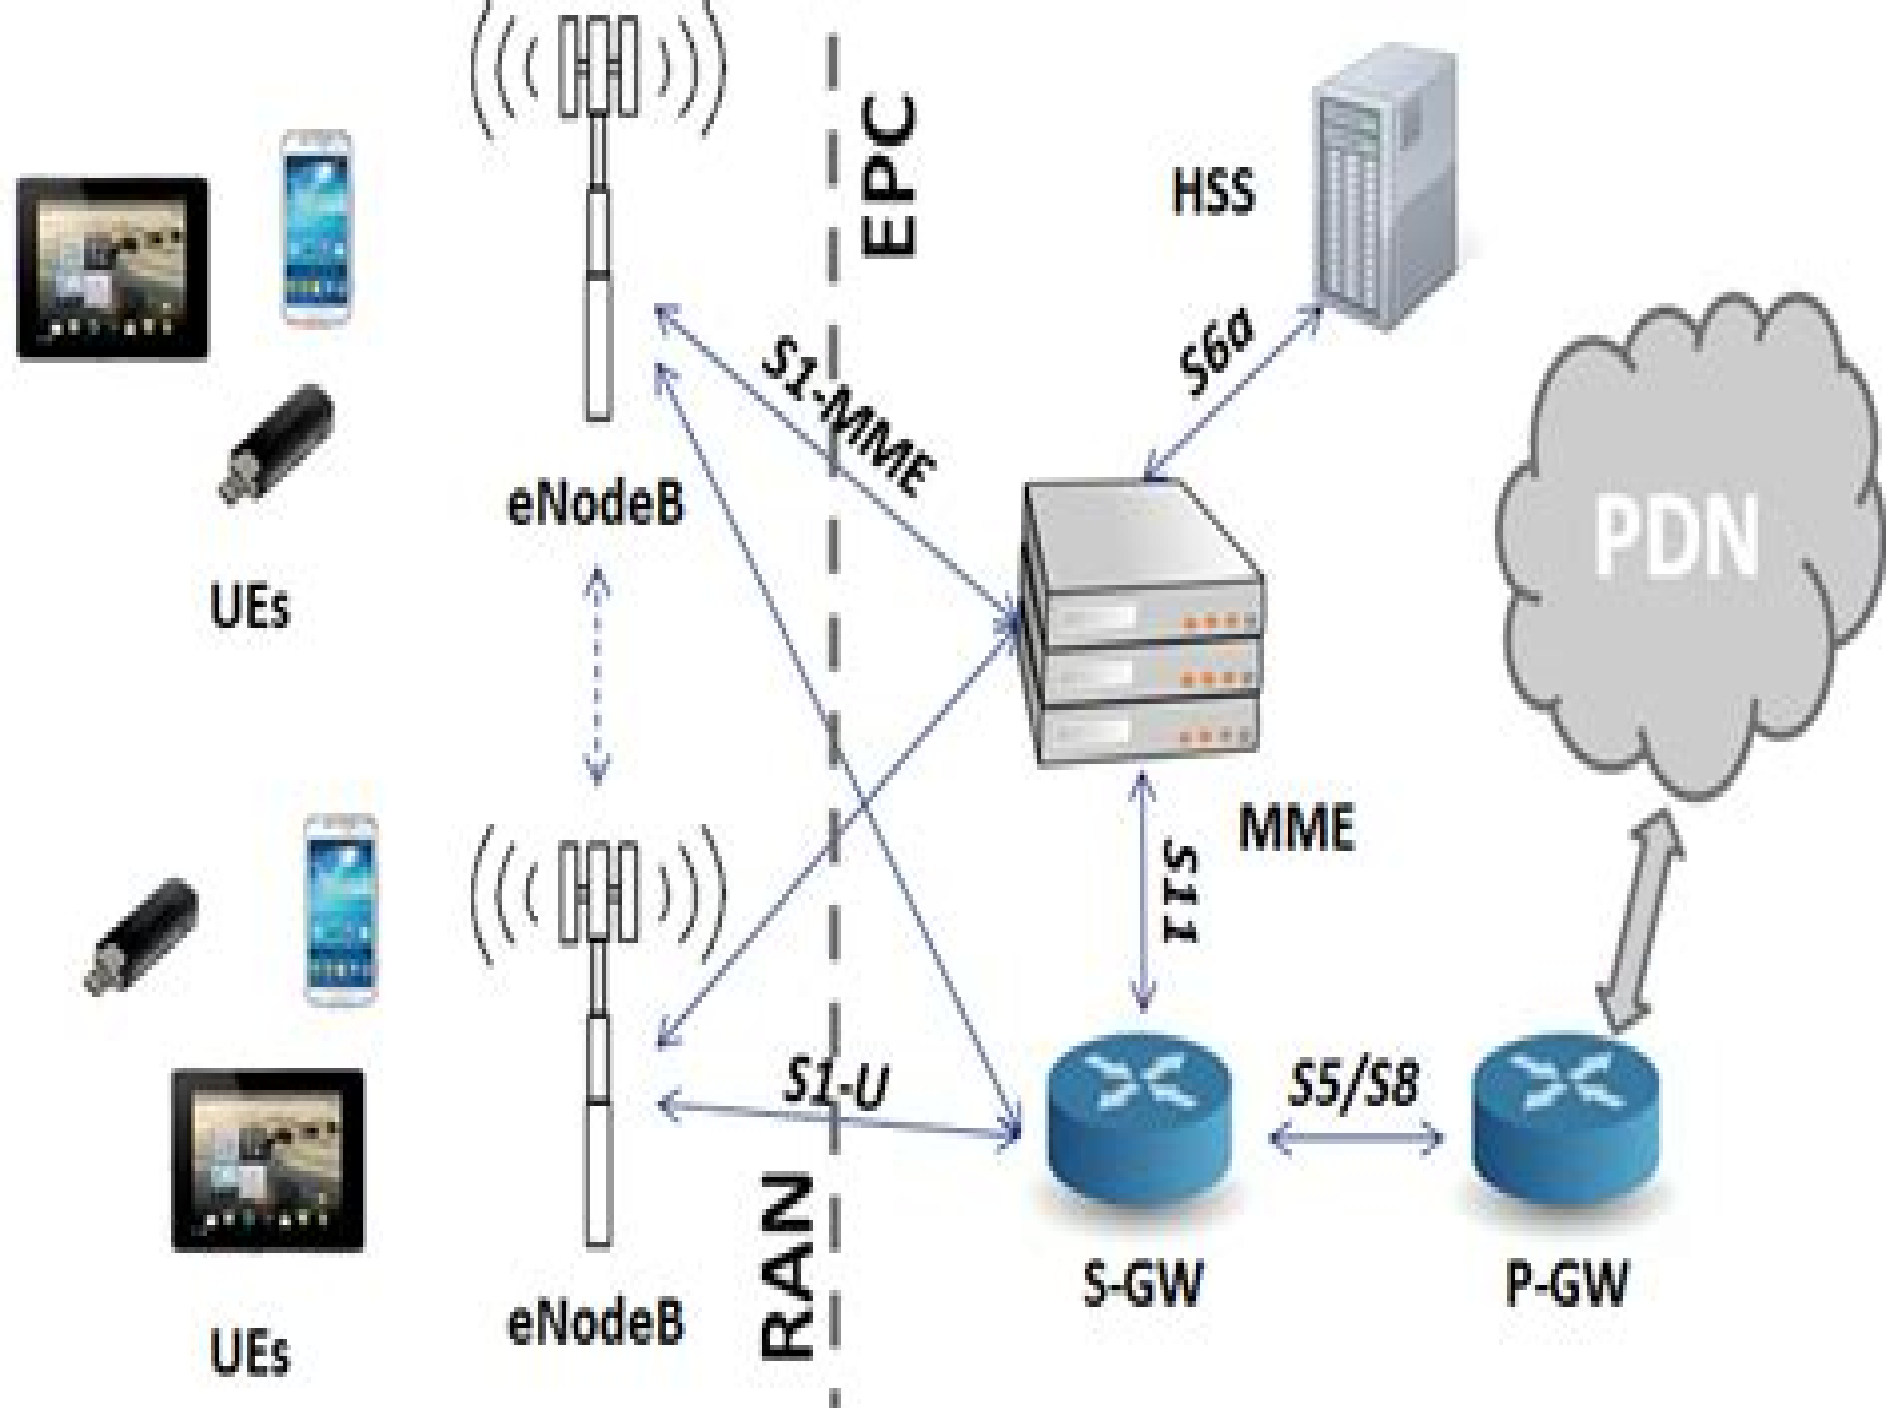 EPC
HSS
S6a
S1-MME
eNodeB
PDN
UEs
MME
S11
S1-U
S5/S8
RAN
S-GW
P-GW
eNodeB
UEs